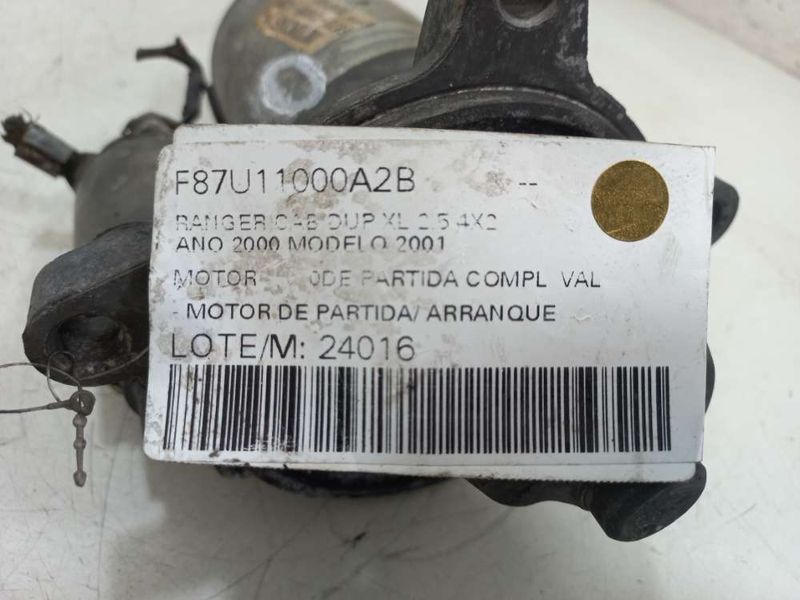 F87U11000A2B --
RANGER CAB DUP XL 2.5 4X2
ANO 2000 MODELO 2001
MOTOR 0DE PARTIDA COMPL VAL
- MOTOR DE PARTIDA/ ARRANQUE
LOTE/M: 24016